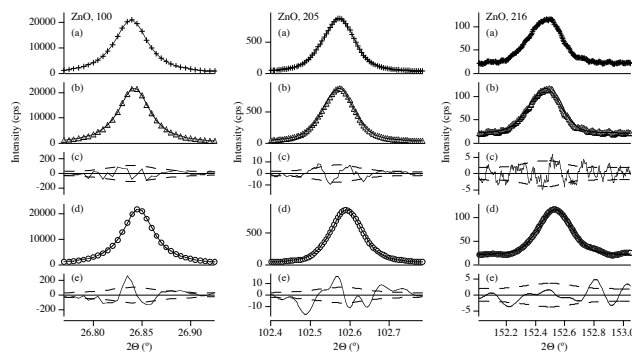 ZnO, 100
(a)
20000
10000
0
(b)
20000
10000
0
(c)
200
0
-200
(d)
20000
10000
0
(e)
200
0
-200
26.80 26.85 26.90
2Θ (º)
Intensity (cps)
ZnO, 205
(a)
500
0
(b)
500
0
(c)
10
0
-10
(d)
500
0
(e)
10
0
-10
102.4 102.5 102.6 102.7
2Θ (º)
Intensity (cps)
ZnO, 216
(a)
100
50
0
(b)
100
50
0
(c)
5
0
-5
(d)
100
50
0
(e)
5
0
-5
152.2 152.4 152.6 152.8 153.0
2Θ (º)
Intensity (cps)